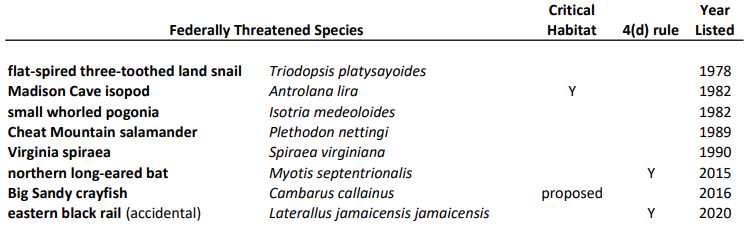 Critical Year
Federally Threatened Species Habitat 4(d) rule Listed
flat-spired three-toothed land snail Triodopsis platysayoides 1978
Madison Cave isopod Antrolana lira Y 1982
small whorled pogonia Isotria medeoloides 1982
Cheat Mountain salamander Plethodon nettingi 1989
Virginia spiraea Spiraea virginiana 1990
northern long-eared bat Myotis septentrionalis Y 2015
Big Sandy crayfish Cambarus callainus proposed 2016
eastern black rail (accidental) Laterallus jamaicensis jamaicensis Y 2020